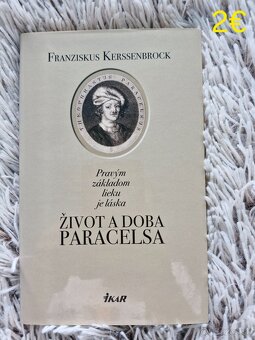 2€
FRANZISKUS KERSSENBROCK
Pravým
základom
lieku
je láska
ŽIVOT A DOBA
PARACELSA
IKAR